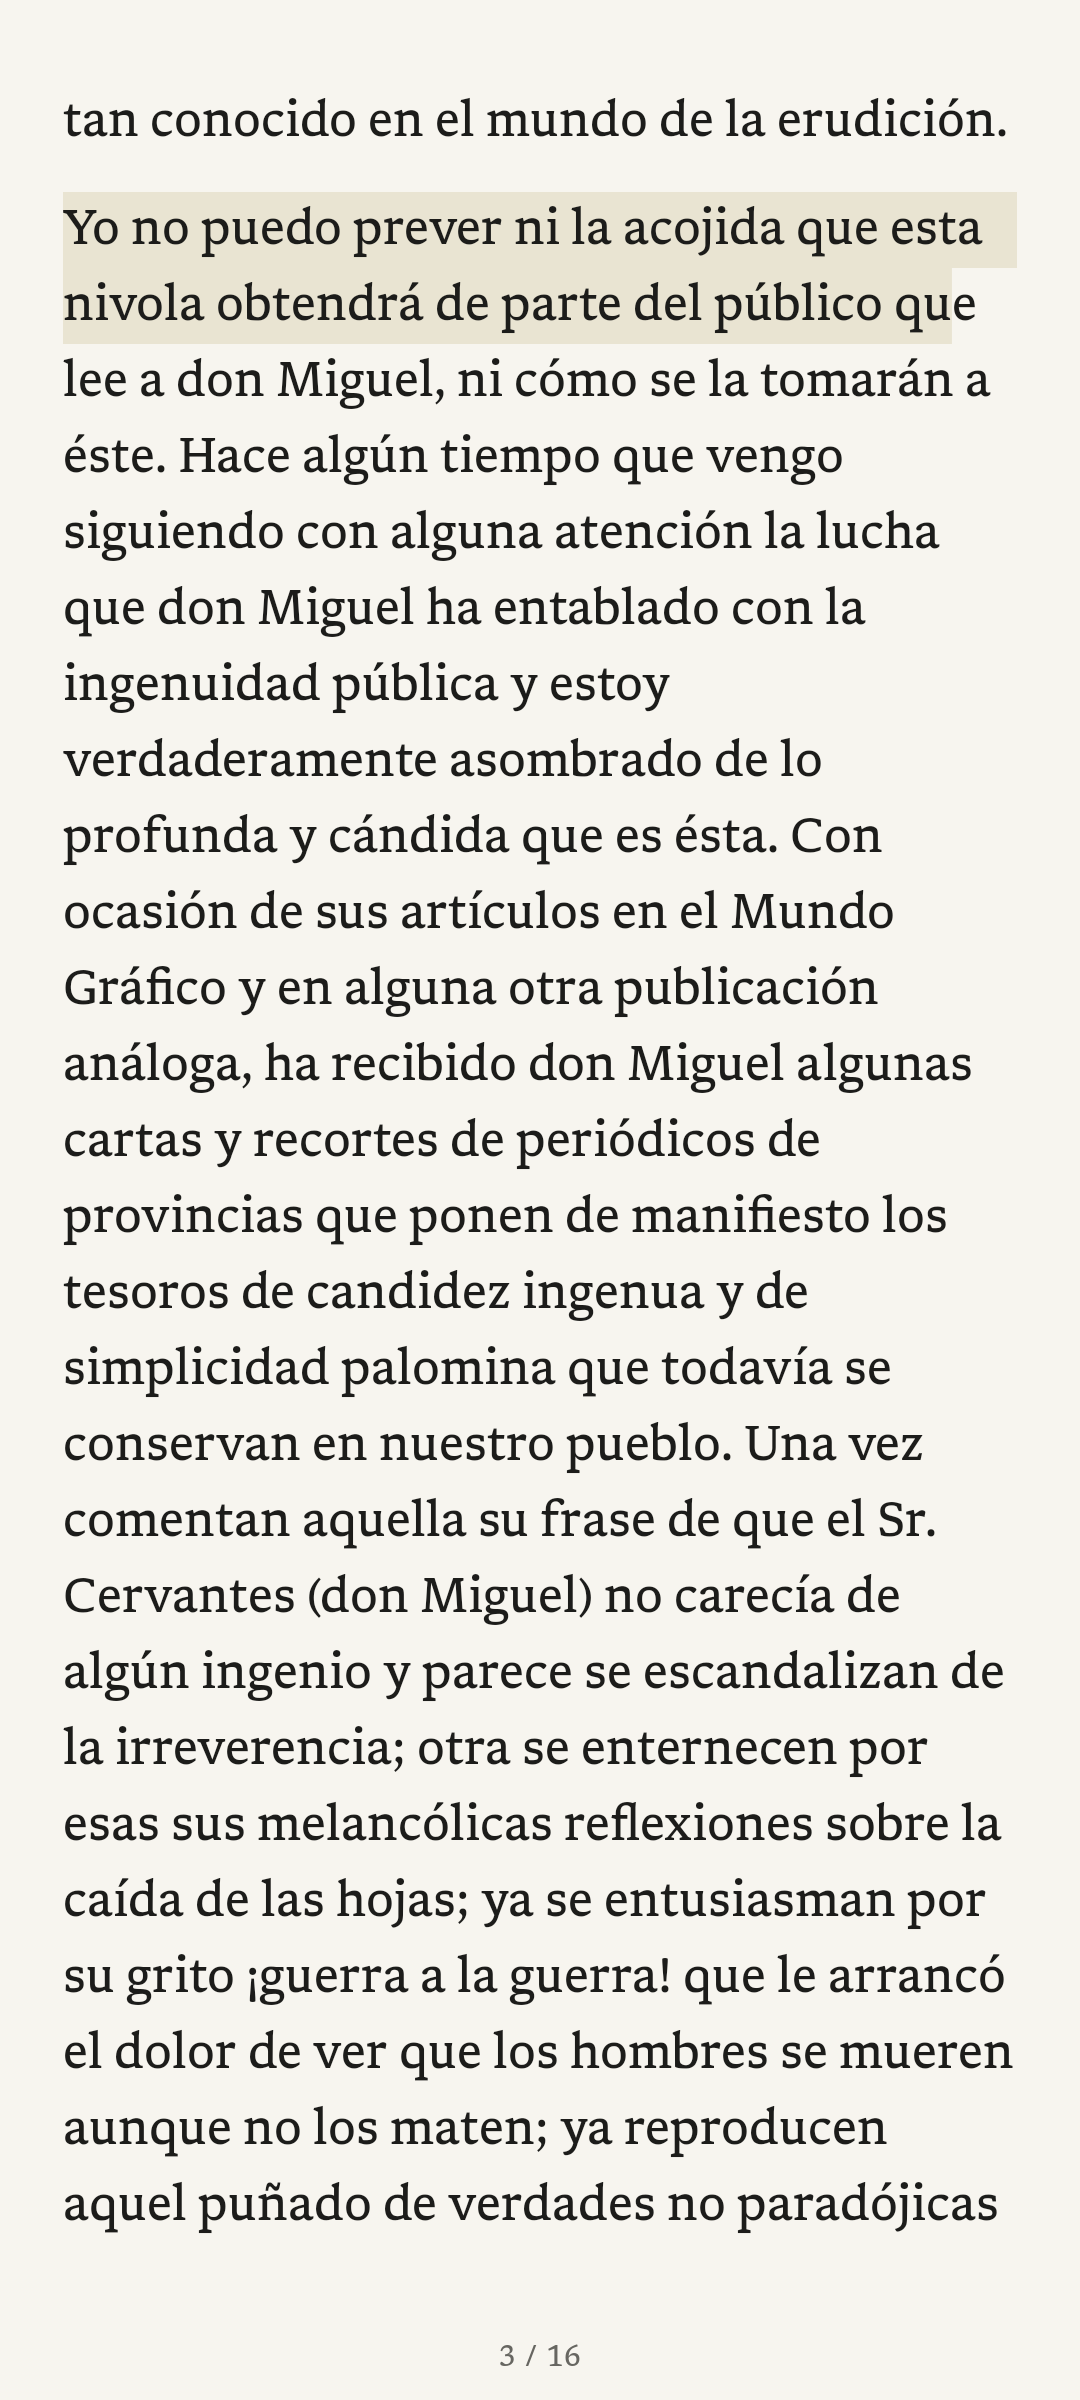 tan conocido en el mundo de la erudición.
Yo no puedo prever ni la acojida que esta
nivola obtendrá de parte del público que
lee a don Miguel, ni cómo se la tomarán a
éste. Hace algún tiempo que vengo
siguiendo con alguna atención la lucha
que don Miguel ha entablado con la
ingenuidad pública y estoy
verdaderamente asombrado de lo
profunda y cándida que es ésta. Con
ocasión de sus artículos en el Mundo
Gráfico y en alguna otra publicación
análoga, ha recibido don Miguel algunas
cartas y recortes de periódicos de
provincias que ponen de manifiesto los
tesoros de candidez ingenua y de
simplicidad palomina que todavía se
conservan en nuestro pueblo. Una vez
comentan aquella su frase de que el Sr.
Cervantes (don Miguel) no carecía de
algún ingenio y parece se escandalizan de
la irreverencia; otra se enternecen por
esas sus melancólicas reflexiones sobre la
caída de las hojas; ya se entusiasman por
su grito ¡guerra a la guerra! que le arrancó
el dolor de ver que los hombres se mueren
aunque no los maten; ya reproducen
aquel puñado de verdades no paradójicas
3 / 16